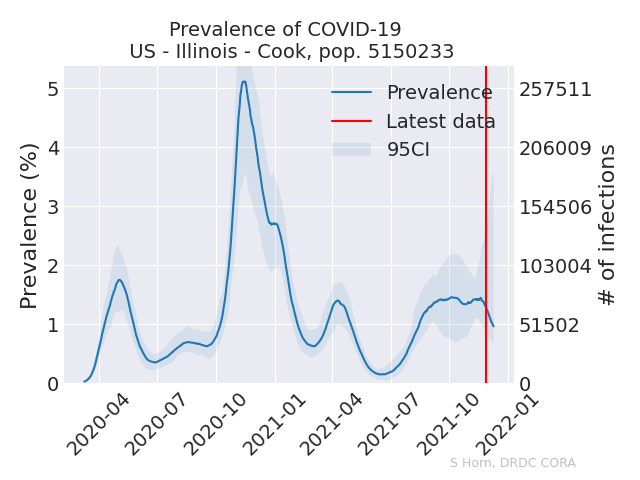 Prevalence of COVID-19
US - Illinois - Cook, pop. 5150233
Prevalence (%)
5
4
3
2
1
0
Prevalence
Latest data
95CI
257511
206009
154506
103004
51502
0
# of infections
2020-04
2020-07
2020-10
2021-01
2021-04
2021-07
2021-10
2022-01
S Horn, DRDC CORA